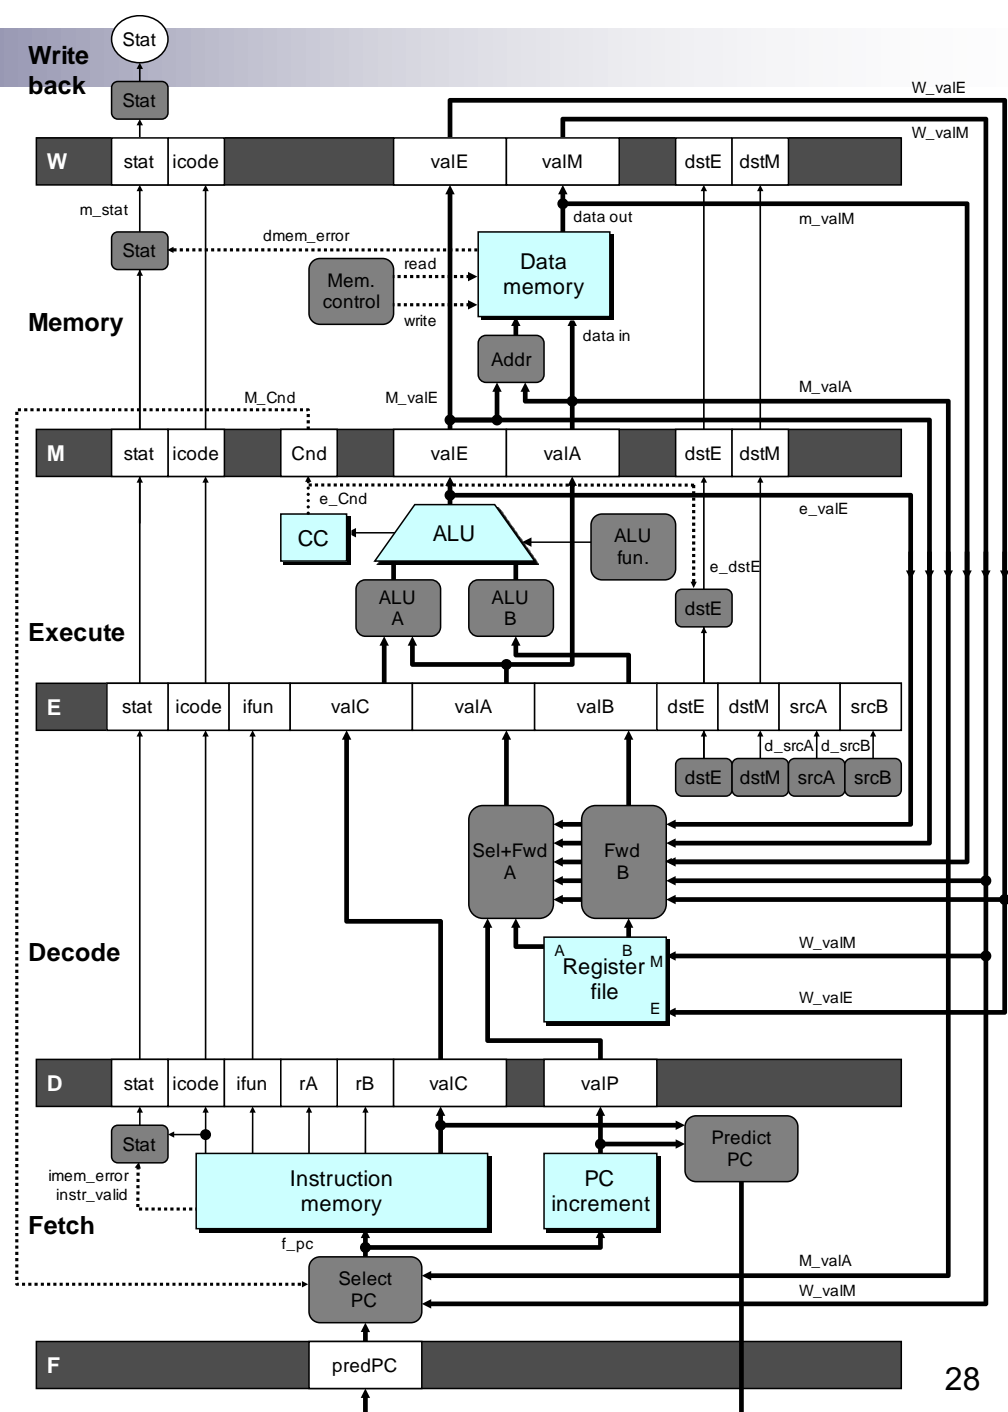 Stat
Write
back
Stat
W_valE
W_valM
W
stat
icode
valE
valM
dstE
dstM
m_stat
data out
m_valM
Stat
dmem_error
read
Mem.
control
write
Data
memory
Memory
data in
Addr
M_Cnd
M_valE
M_valA
M
stat
icode
Cnd
valE
valA
dstE
dstM
e_Cnd
e_valE
CC
ALU
ALU
fun.
e_dstE
ALU
A
ALU
B
dstE
Execute
E
stat
icode
ifun
valC
valA
valB
dstE
dstM
srcA
srcB
d_srcA
d_srcB
dstE
dstM
srcA
srcB
Sel+Fwd
A
Fwd
B
Decode
A
B
M
Register
file
E
W_valM
W_valE
D
stat
icode
ifun
rA
rB
valC
valP
Stat
Predict
PC
imem_error
instr_valid
Instruction
memory
PC
increment
Fetch
f_pc
Select
PC
M_valA
W_valM
F
predPC
28